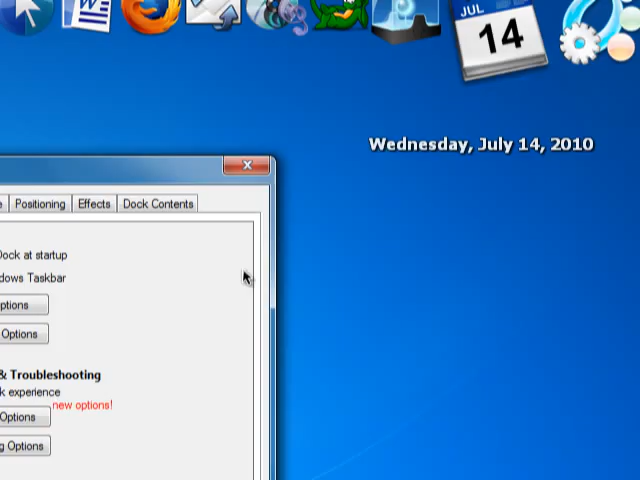 W
JUL
14
Wednesday, July 14, 2010
Positioning
Effects
Dock Contents
Dock at startup
dows Taskbar
ptions
Options
& Troubleshooting
k experience
new options!
Options
g Options